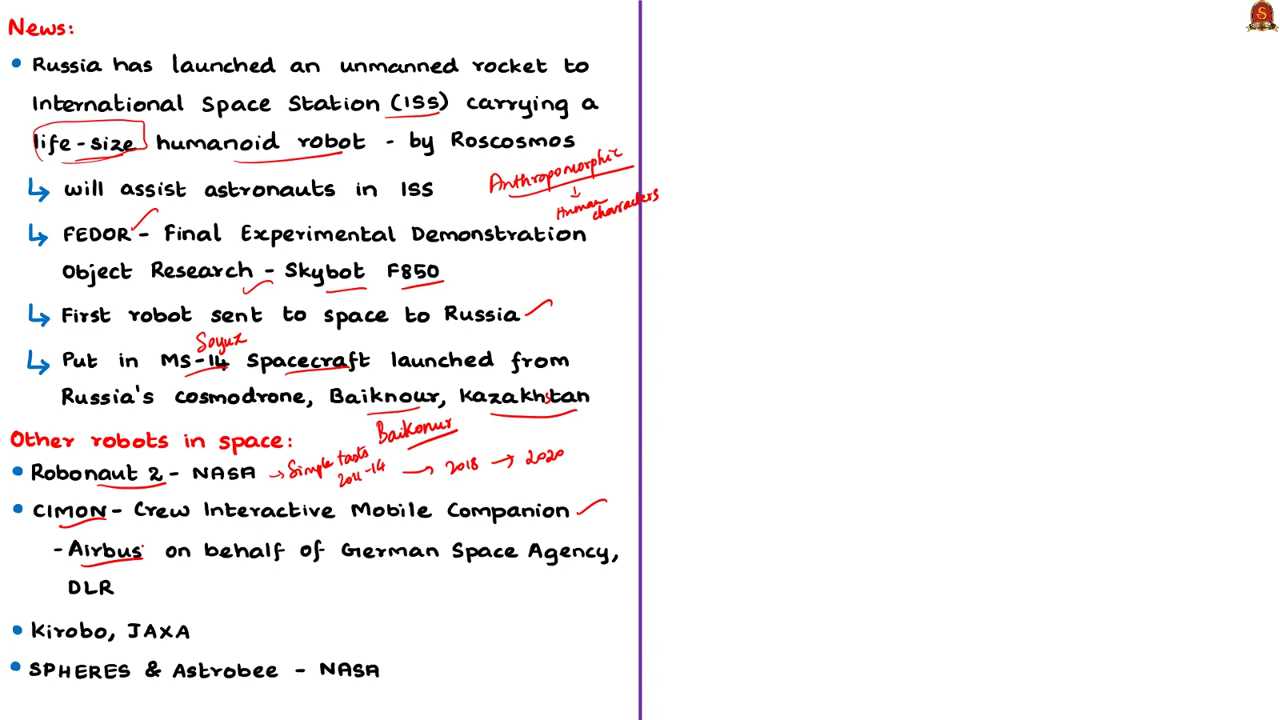 News:
• Russia has launched an unmanned rocket to
International Space Station (ISS) carrying a
life-size humanoid robot - by Roscosmos
Anthropomorphic
↓
Human characters
↳ will assist astronauts in ISS
↳ FEDOR - Final Experimental Demonstration
Object Research - Skybot F850
↳ First robot sent to space to Russia
Soyuz
↳ Put in MS-14 spacecraft launched from
Russia's cosmodrone, Baiknour, Kazakhstan
Baikonur
Other robots in space:
• Robonaut 2 - NASA → Simple tasks 2011-14 → 2018 → 2020
• CIMON - Crew Interactive Mobile Companion
- Airbus on behalf of German Space Agency,
DLR
• Kirobo, JAXA
• SPHERES & Astrobee - NASA
S